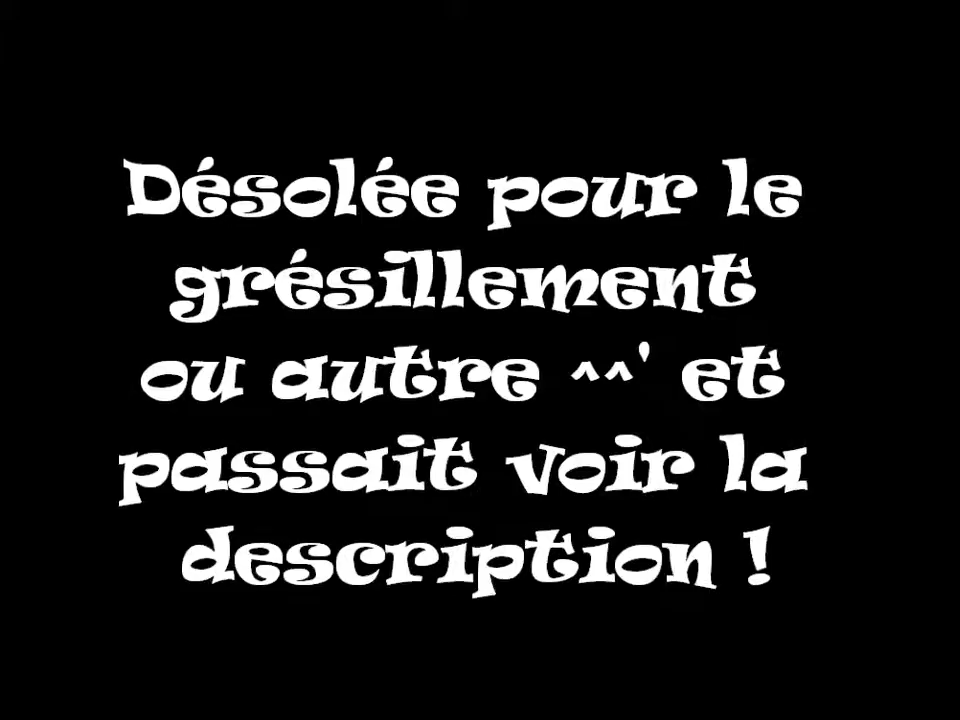 Désolée pour le
grésillement
ou autre ^^' et
passait voir la
description !